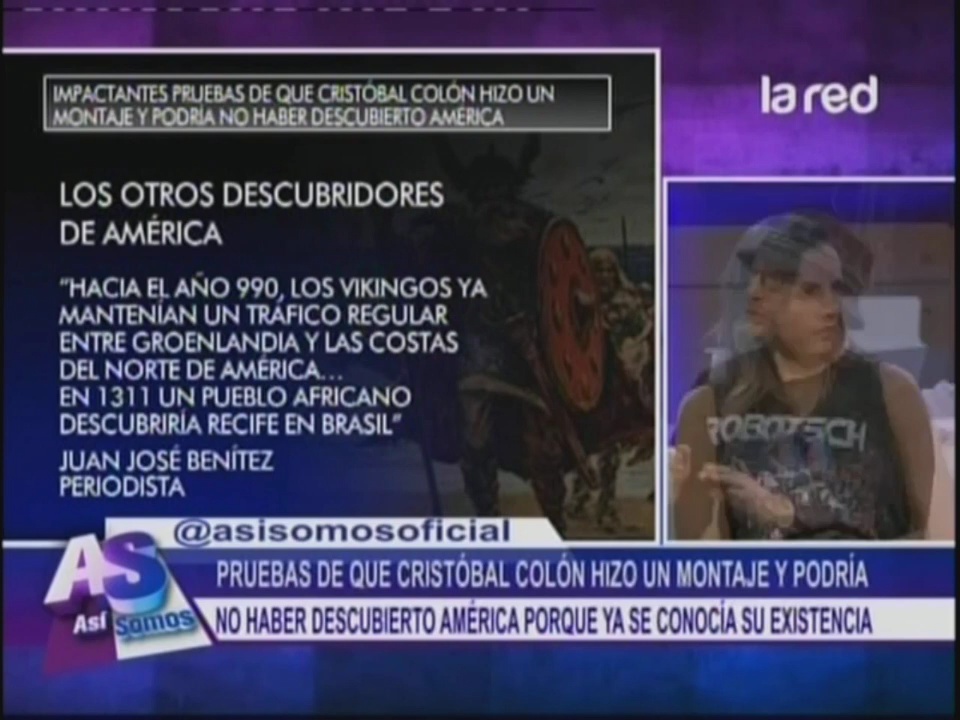 IMPACTANTES PRUEBAS DE QUE CRISTÓBAL COLÓN HIZO UN
MONTAJE Y PODRÍA NO HABER DESCUBIERTO AMÉRICA
la red
LOS OTROS DESCUBRIDORES
DE AMÉRICA
“HACIA EL AÑO 990, LOS VIKINGOS YA
MANTENÍAN UN TRÁFICO REGULAR
ENTRE GROENLANDIA Y LAS COSTAS
DEL NORTE DE AMÉRICA...
EN 1311 UN PUEBLO AFRICANO
DESCUBRIRÍA RECIFE EN BRASIL”
JUAN JOSÉ BENÍTEZ
PERIODISTA
ROBOTECH
@asisomosoficial
AS
Así Somos
PRUEBAS DE QUE CRISTÓBAL COLÓN HIZO UN MONTAJE Y PODRÍA
NO HABER DESCUBIERTO AMÉRICA PORQUE YA SE CONOCÍA SU EXISTENCIA